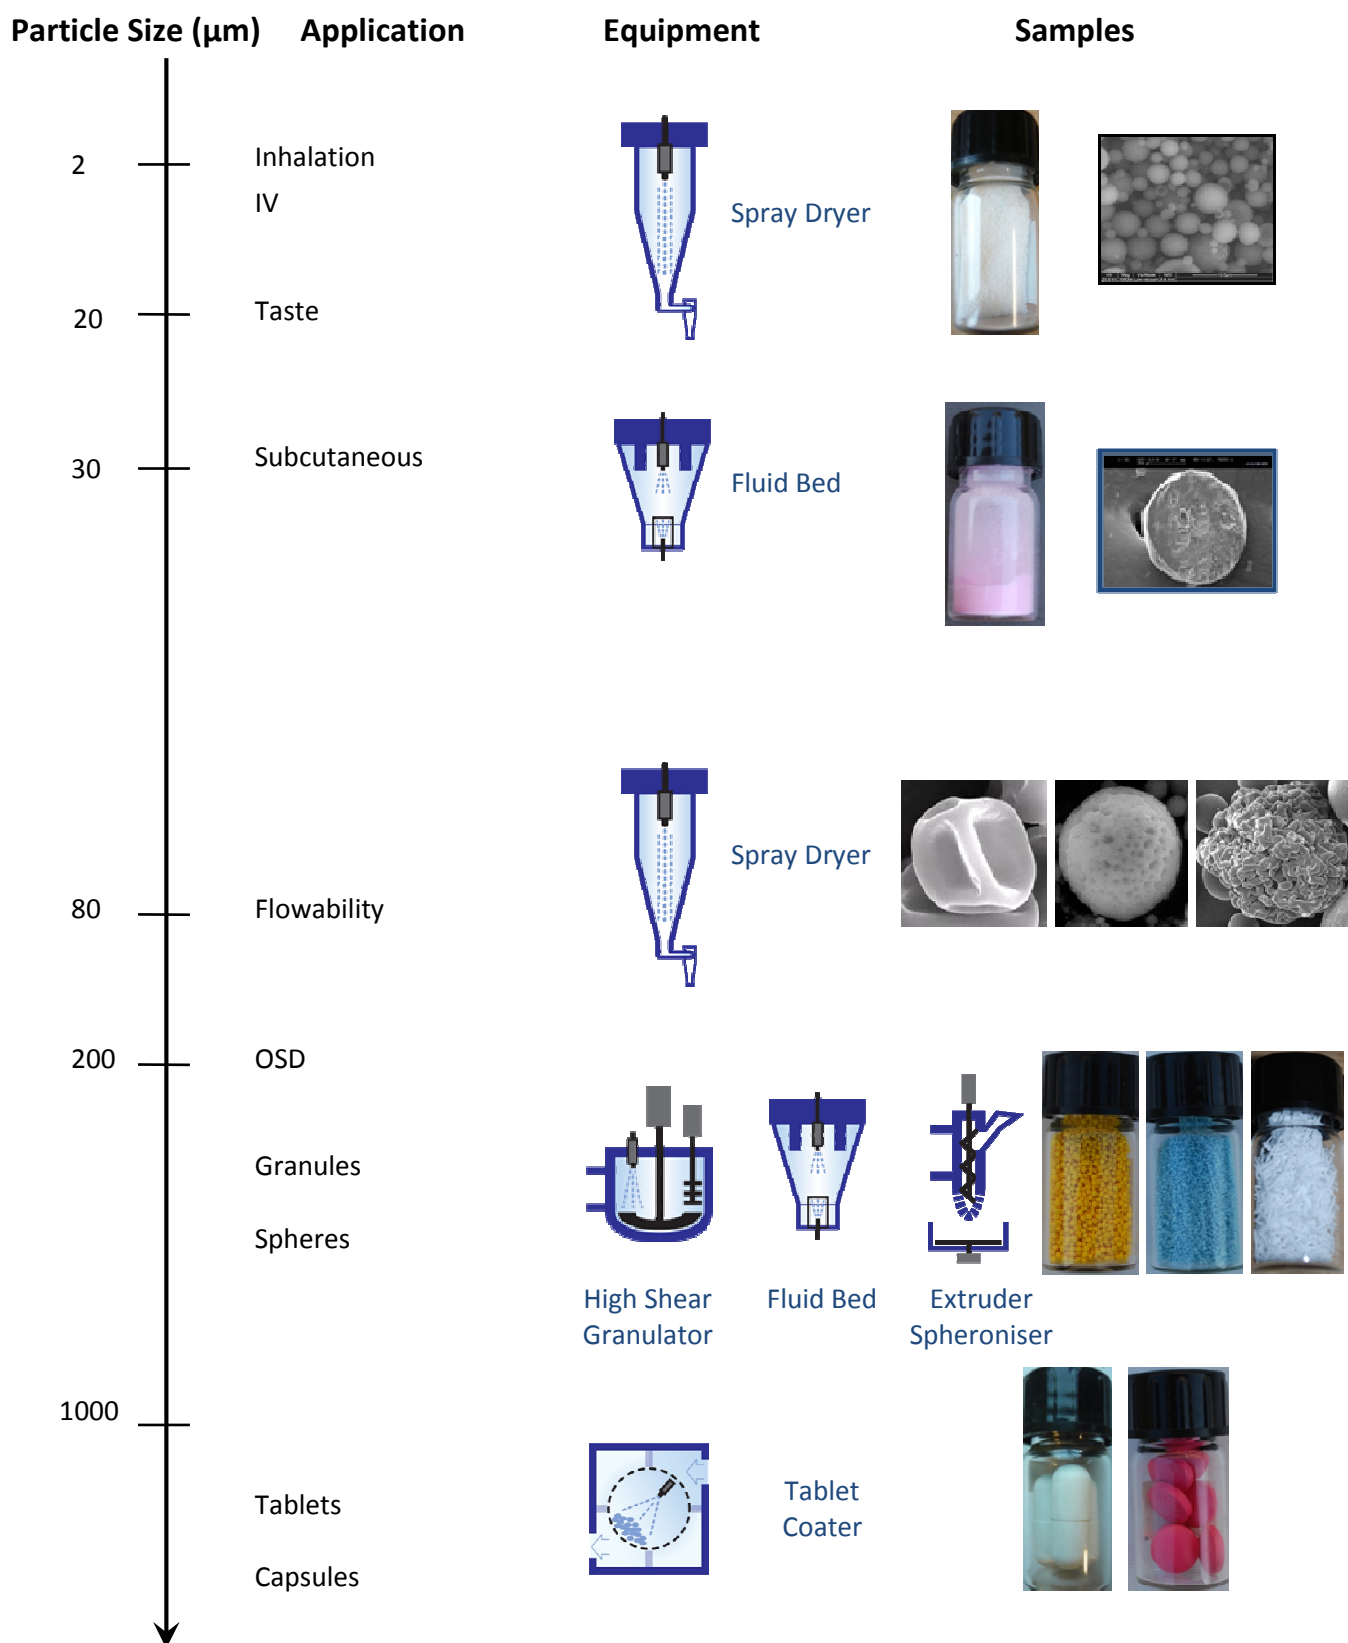 Particle Size (µm) Application Equipment Samples
2
Inhalation
IV
Spray Dryer
20
Taste
30
Subcutaneous
Fluid Bed
Spray Dryer
80
Flowability
200
OSD
Granules
Spheres
High Shear
Granulator
Fluid Bed
Extruder
Spheroniser
1000
Tablets
Capsules
Tablet
Coater